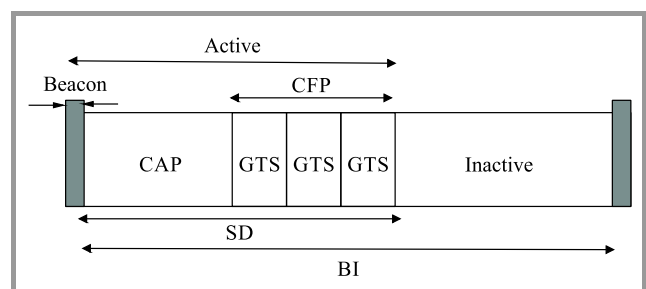 Active
Beacon
CFP
CAP GTS GTS GTS Inactive
SD
BI